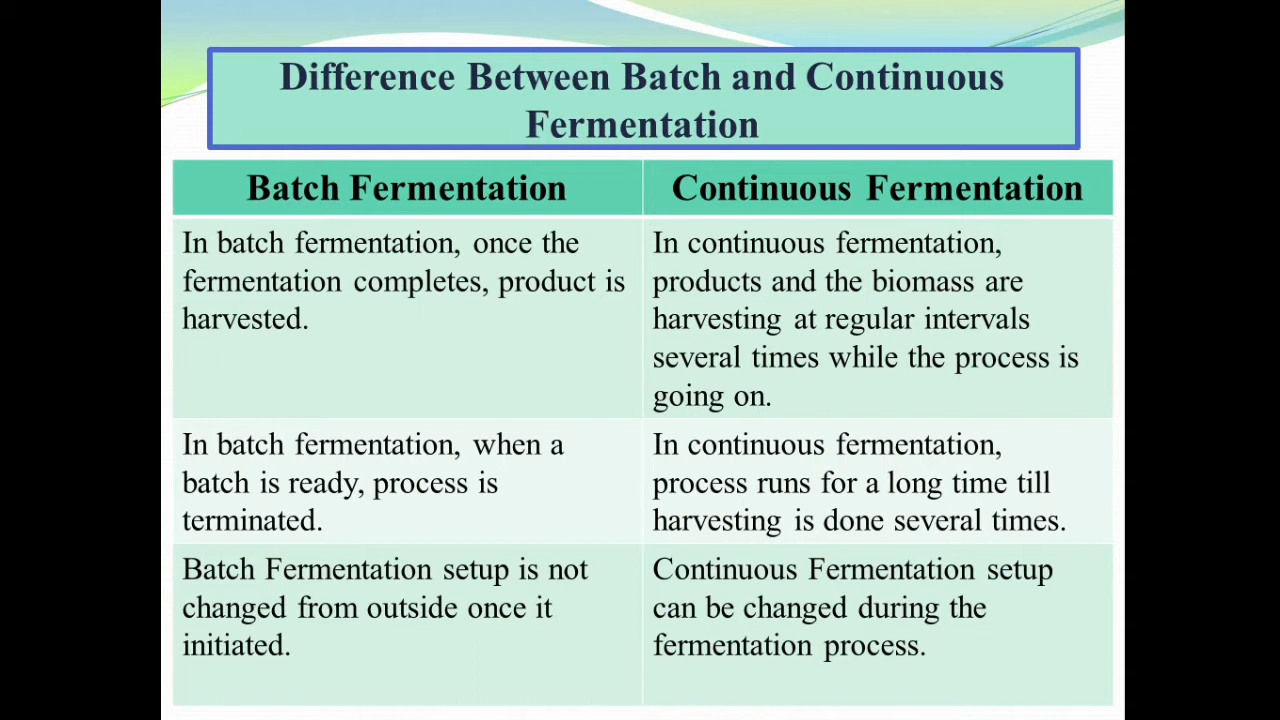 Difference Between Batch and Continuous
Fermentation
Batch Fermentation
Continuous Fermentation
In batch fermentation, once the
fermentation completes, product is
harvested.
In continuous fermentation,
products and the biomass are
harvesting at regular intervals
several times while the process is
going on.
In batch fermentation, when a
batch is ready, process is
terminated.
In continuous fermentation,
process runs for a long time till
harvesting is done several times.
Batch Fermentation setup is not
changed from outside once it
initiated.
Continuous Fermentation setup
can be changed during the
fermentation process.